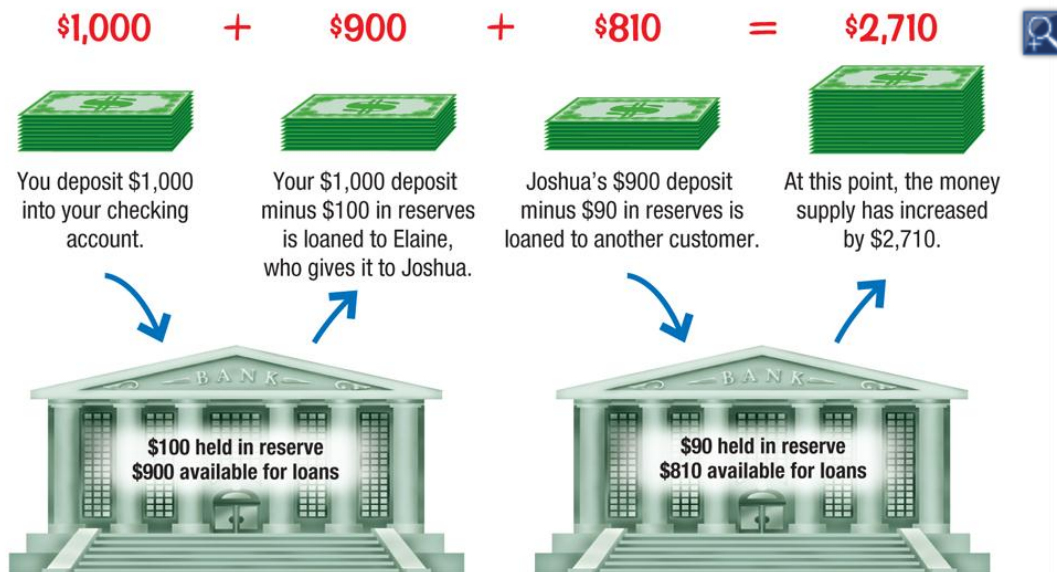 $1,000 + $900 + $810 = $2,710
You deposit $1,000
into your checking
account.
Your $1,000 deposit
minus $100 in reserves
is loaned to Elaine,
who gives it to Joshua.
Joshua’s $900 deposit
minus $90 in reserves is
loaned to another customer.
At this point, the money
supply has increased
by $2,710.
BANK
$100 held in reserve
$900 available for loans
BANK
$90 held in reserve
$810 available for loans